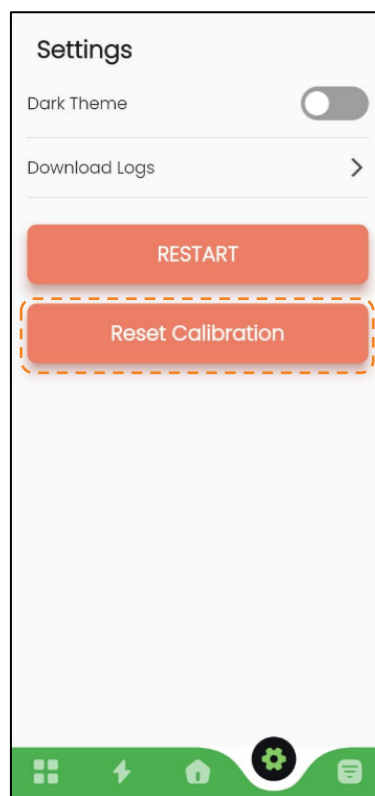 Settings
Dark Theme
Download Logs
RESTART
Reset Calibration